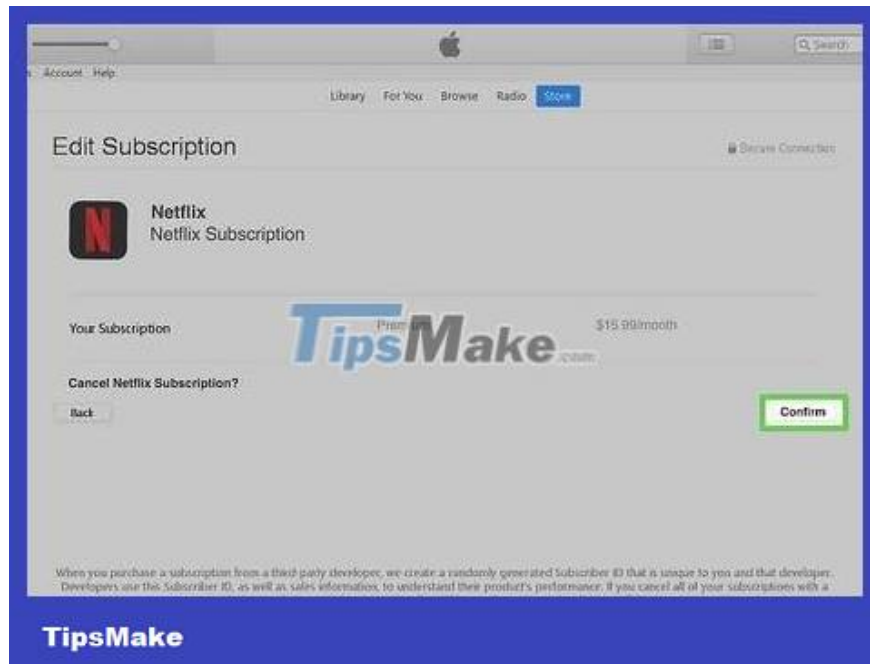 Search
Account Help
Library For You Browse Radio Store
Edit Subscription
Secure Connection
N
Netflix
Netflix Subscription
Your Subscription Premium $15.99/month
TipsMake.com
Cancel Netflix Subscription?
Back Confirm
When you purchase a subscription from a third-party developer, we create a randomly generated Subscriber ID that is unique to you and that developer.
Developers use this Subscriber ID, as well as sales information, to understand their product's performance. If you cancel all of your subscriptions with a
TipsMake